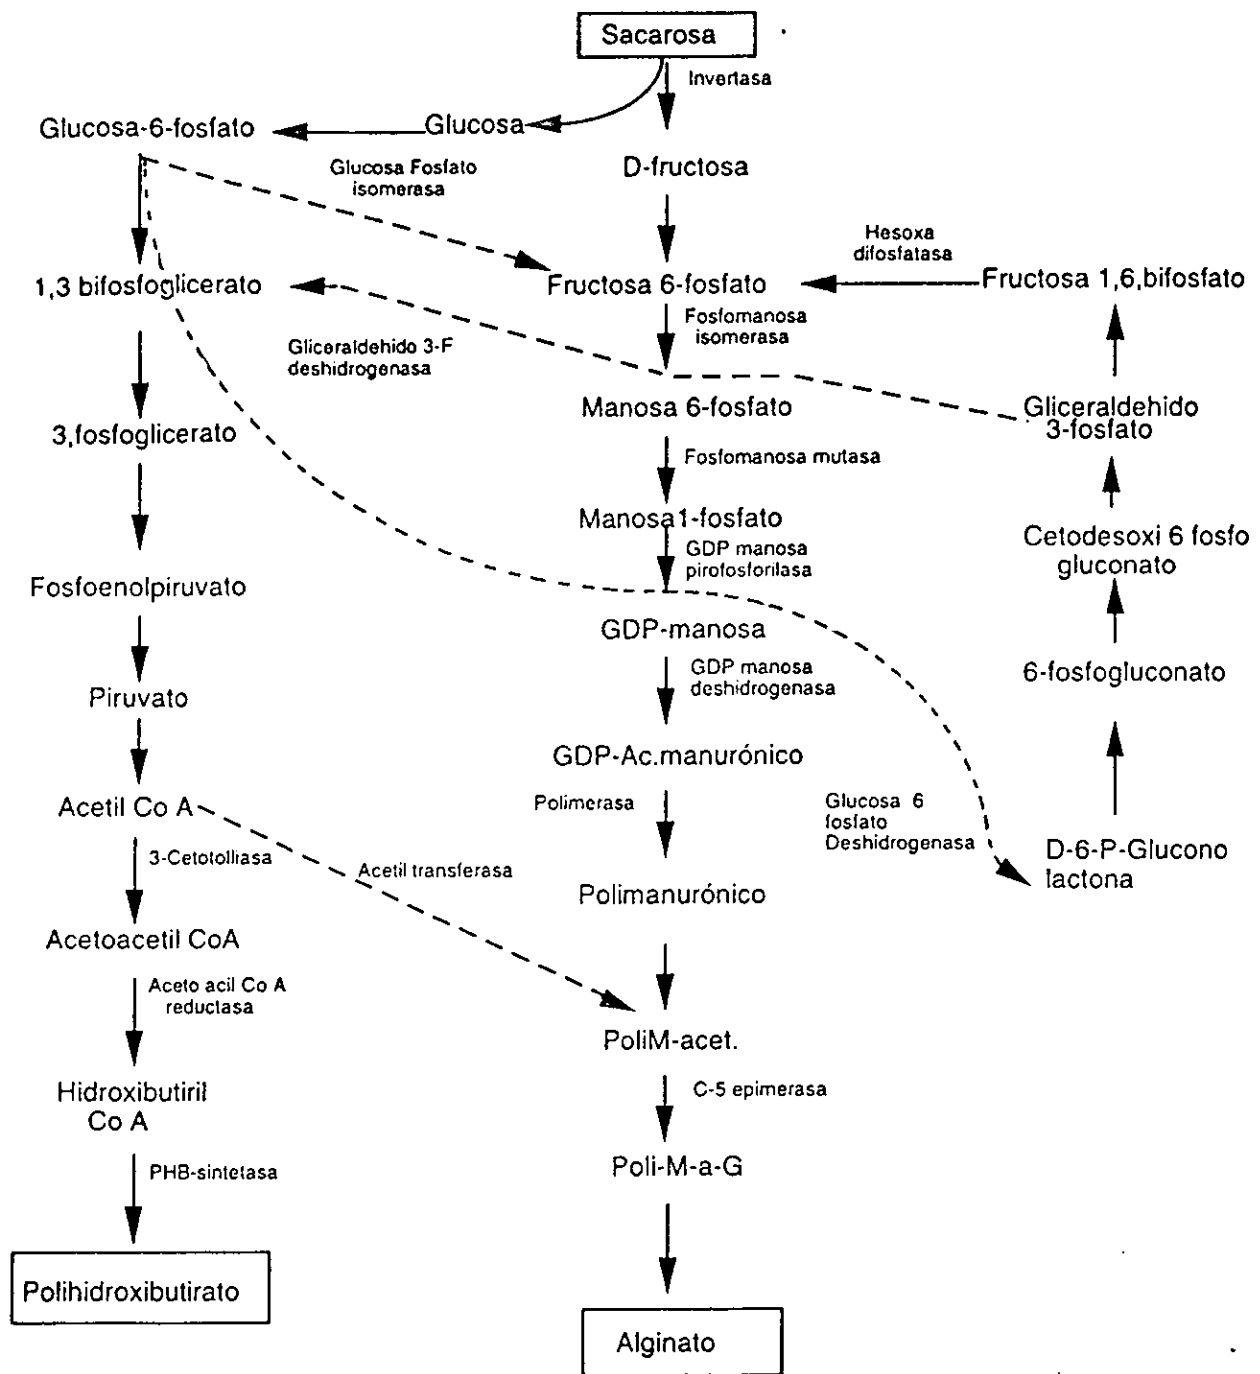 Sacarosa
Invertasa
Glucosa-6-fosfato
Glucosa
Glucosa Fosfato
isomerasa
D-fructosa
Hesoxa
difosfatasa
1,3 bifosfoglicerato
Fructosa 6-fosfato
Fructosa 1,6,bifosfato
Fosfomanosa
isomerasa
Gliceraldehido 3-F
deshidrogenasa
Manosa 6-fosfato
Gliceraldehido
3-fosfato
3,fosfoglicerato
Fosfomanosa mutasa
Manosa1-fosfato
GDP manosa
pirofosforilasa
Cetodesoxi 6 fosfo
gluconato
Fosfoenolpiruvato
GDP-manosa
GDP manosa
deshidrogenasa
6-fosfogluconato
Piruvato
GDP-Ac.manurónico
Acetil Co A
Polimerasa
Glucosa 6
fosfato
Deshidrogenasa
D-6-P-Glucono
lactona
3-Cetotolliasa
Acetil transferasa
Polimanurónico
Acetoacetil CoA
Aceto acil Co A
reductasa
PoliM-acet.
C-5 epimerasa
Hidroxibutiril
Co A
PHB-sintetasa
Poli-M-a-G
Polihidroxibutirato
Alginato